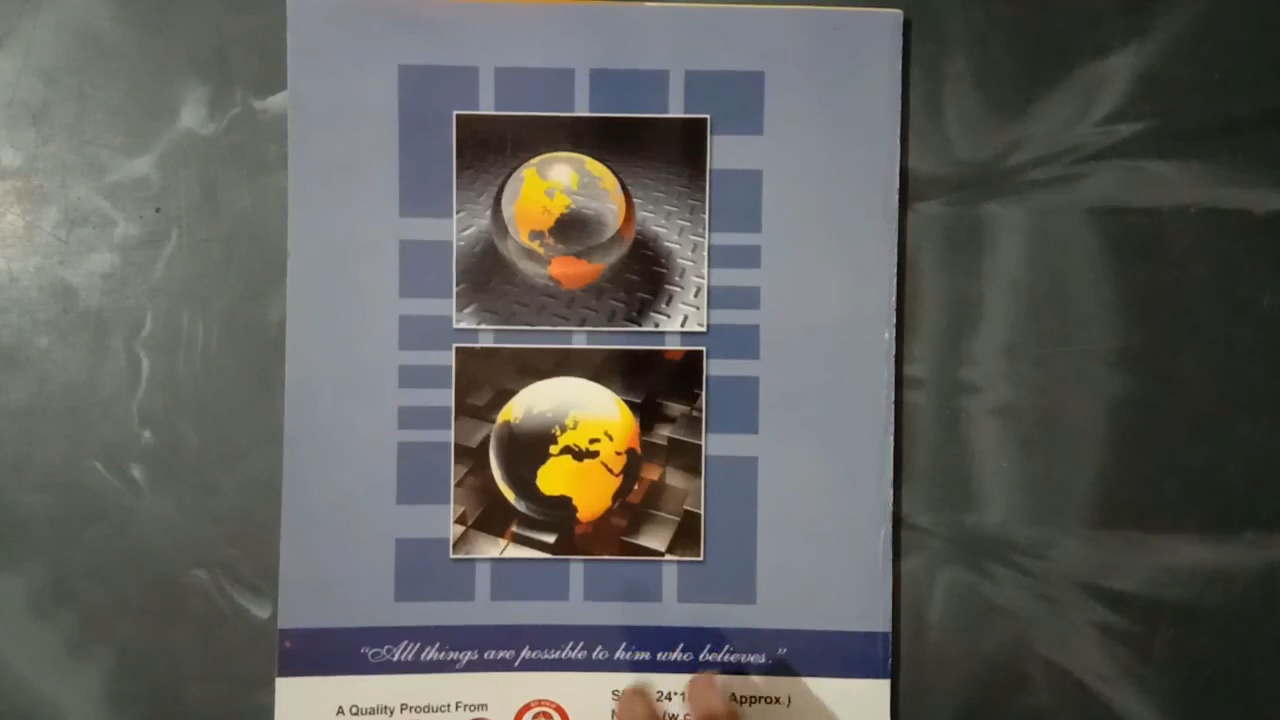 “All things are possible to him who believes.”
A Quality Product From
24*1 Approx.)